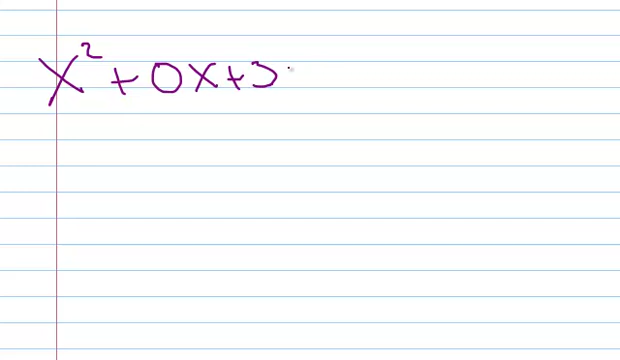 x² + 0x + 3